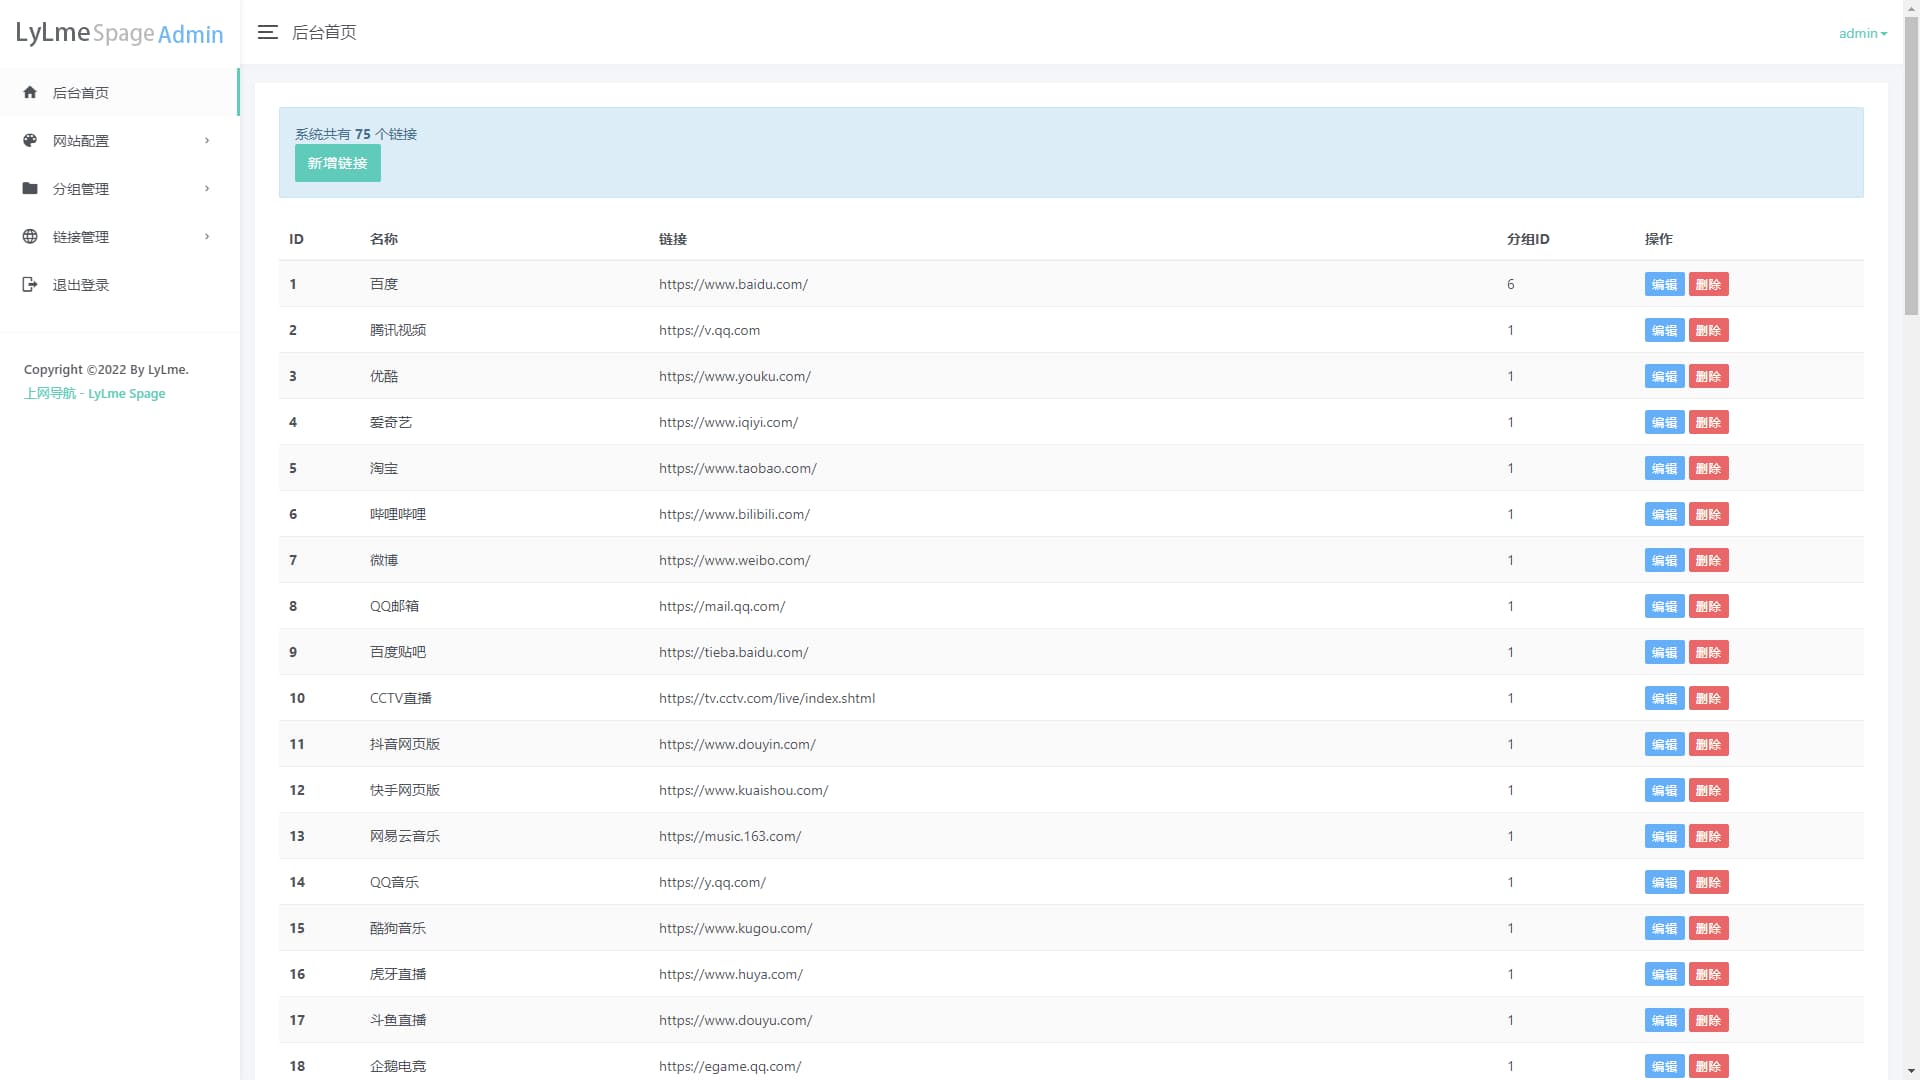 LyLme Spage Admin
后台首页
admin
后台首页
网站配置
分组管理
链接管理
退出登录
Copyright ©2022 By LyLme.
上网导航 - LyLme Spage
系统共有 75 个链接
新增链接
ID 名称 链接 分组ID 操作
1 百度 https://www.baidu.com/ 6 编辑 删除
2 腾讯视频 https://v.qq.com 1 编辑 删除
3 优酷 https://www.youku.com/ 1 编辑 删除
4 爱奇艺 https://www.iqiyi.com/ 1 编辑 删除
5 淘宝 https://www.taobao.com/ 1 编辑 删除
6 哔哩哔哩 https://www.bilibili.com/ 1 编辑 删除
7 微博 https://www.weibo.com/ 1 编辑 删除
8 QQ邮箱 https://mail.qq.com/ 1 编辑 删除
9 百度贴吧 https://tieba.baidu.com/ 1 编辑 删除
10 CCTV直播 https://tv.cctv.com/live/index.shtml 1 编辑 删除
11 抖音网页版 https://www.douyin.com/ 1 编辑 删除
12 快手网页版 https://www.kuaishou.com/ 1 编辑 删除
13 网易云音乐 https://music.163.com/ 1 编辑 删除
14 QQ音乐 https://y.qq.com/ 1 编辑 删除
15 酷狗音乐 https://www.kugou.com/ 1 编辑 删除
16 虎牙直播 https://www.huya.com/ 1 编辑 删除
17 斗鱼直播 https://www.douyu.com/ 1 编辑 删除
18 企鹅电竞 https://egame.qq.com/ 1 编辑 删除